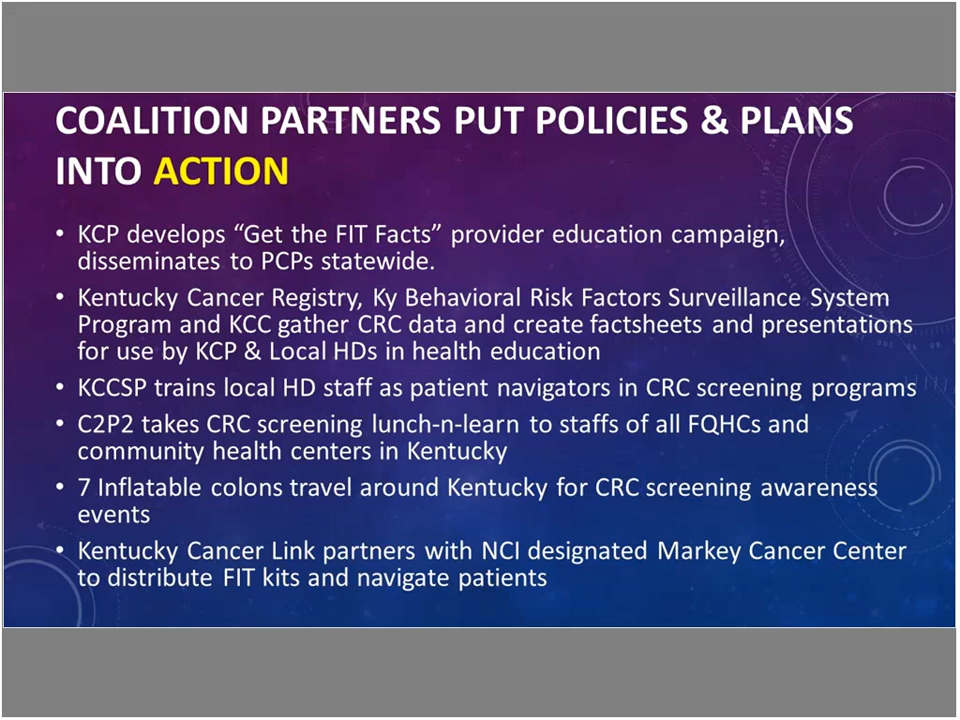 COALITION PARTNERS PUT POLICIES & PLANS
INTO ACTION
• KCP develops “Get the FIT Facts” provider education campaign,
disseminates to PCPs statewide.
• Kentucky Cancer Registry, Ky Behavioral Risk Factors Surveillance System
Program and KCC gather CRC data and create factsheets and presentations
for use by KCP & Local HDs in health education
• KCCSP trains local HD staff as patient navigators in CRC screening programs
• C2P2 takes CRC screening lunch-n-learn to staffs of all FQHCs and
community health centers in Kentucky
• 7 Inflatable colons travel around Kentucky for CRC screening awareness
events
• Kentucky Cancer Link partners with NCI designated Markey Cancer Center
to distribute FIT kits and navigate patients